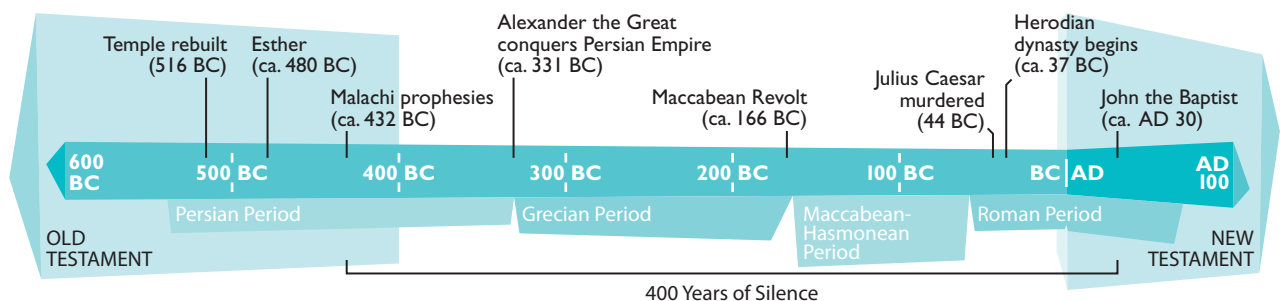 Temple rebuilt
(516 BC)
Esther
(ca. 480 BC)
Malachi prophesies
(ca. 432 BC)
Alexander the Great
conquers Persian Empire
(ca. 331 BC)
Maccabean Revolt
(ca. 166 BC)
Julius Caesar
murdered
(44 BC)
Herodian
dynasty begins
(ca. 37 BC)
John the Baptist
(ca. AD 30)
600
BC
500 BC
400 BC
300 BC
200 BC
100 BC
BC AD
AD
100
Persian Period
Grecian Period
Maccabean-
Hasmonean
Period
Roman Period
OLD
TESTAMENT
NEW
TESTAMENT
400 Years of Silence